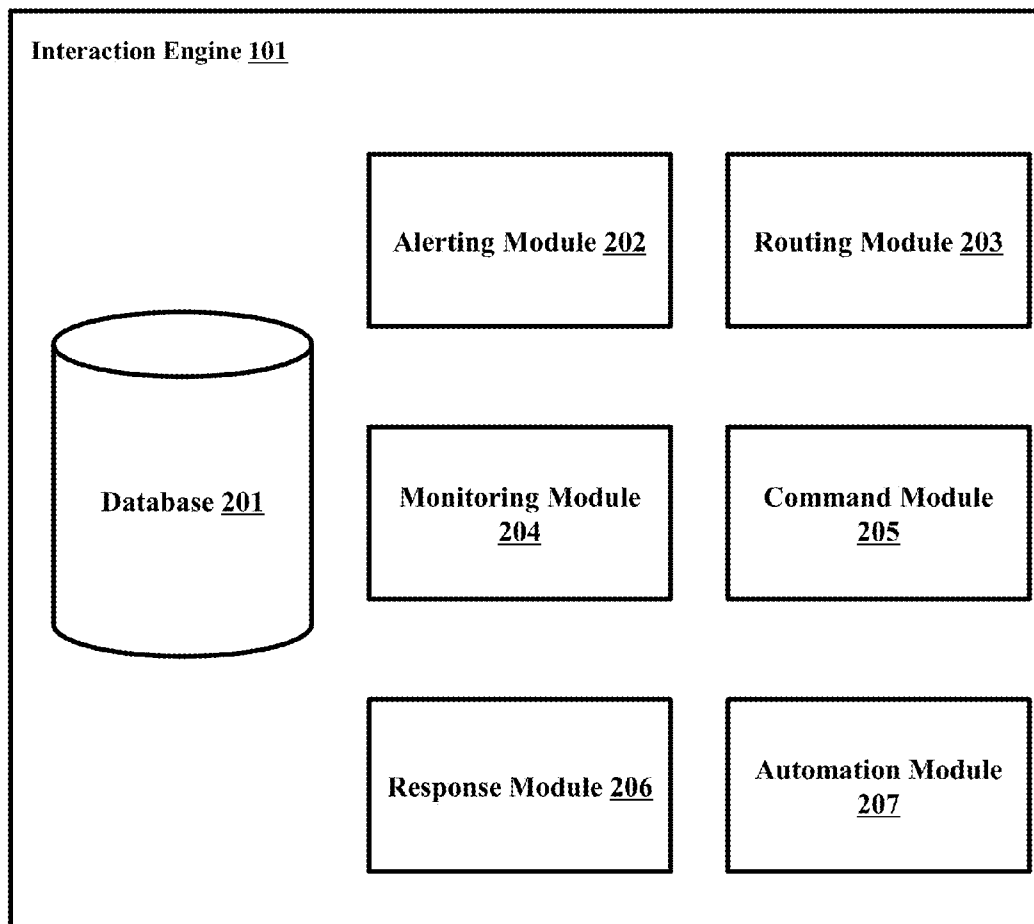 Interaction Engine 101
Alerting Module 202
Routing Module 203
Database 201
Monitoring Module
204
Command Module
205
Response Module 206
Automation Module
207